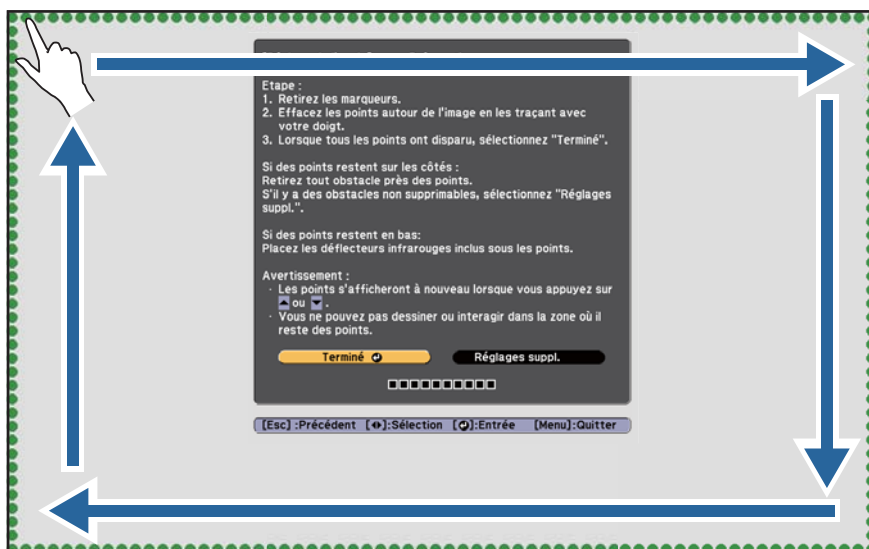 Etape :
1. Retirez les marqueurs.
2. Effacez les points autour de l'image en les traçant avec
votre doigt.
3. Lorsque tous les points ont disparu, sélectionnez "Terminé".
Si des points restent sur les côtés :
Retirez tout obstacle près des points.
S'il y a des obstacles non supprimables, sélectionnez "Réglages
suppl.".
Si des points restent en bas:
Placez les déflecteurs infrarouges inclus sous les points.
Avertissement :
· Les points s'afficheront à nouveau lorsque vous appuyez sur
ou .
· Vous ne pouvez pas dessiner ou interagir dans la zone où il
reste des points.
Terminé
Réglages suppl.
[Esc] :Précédent [ ]:Sélection [ ]:Entrée [Menu]:Quitter